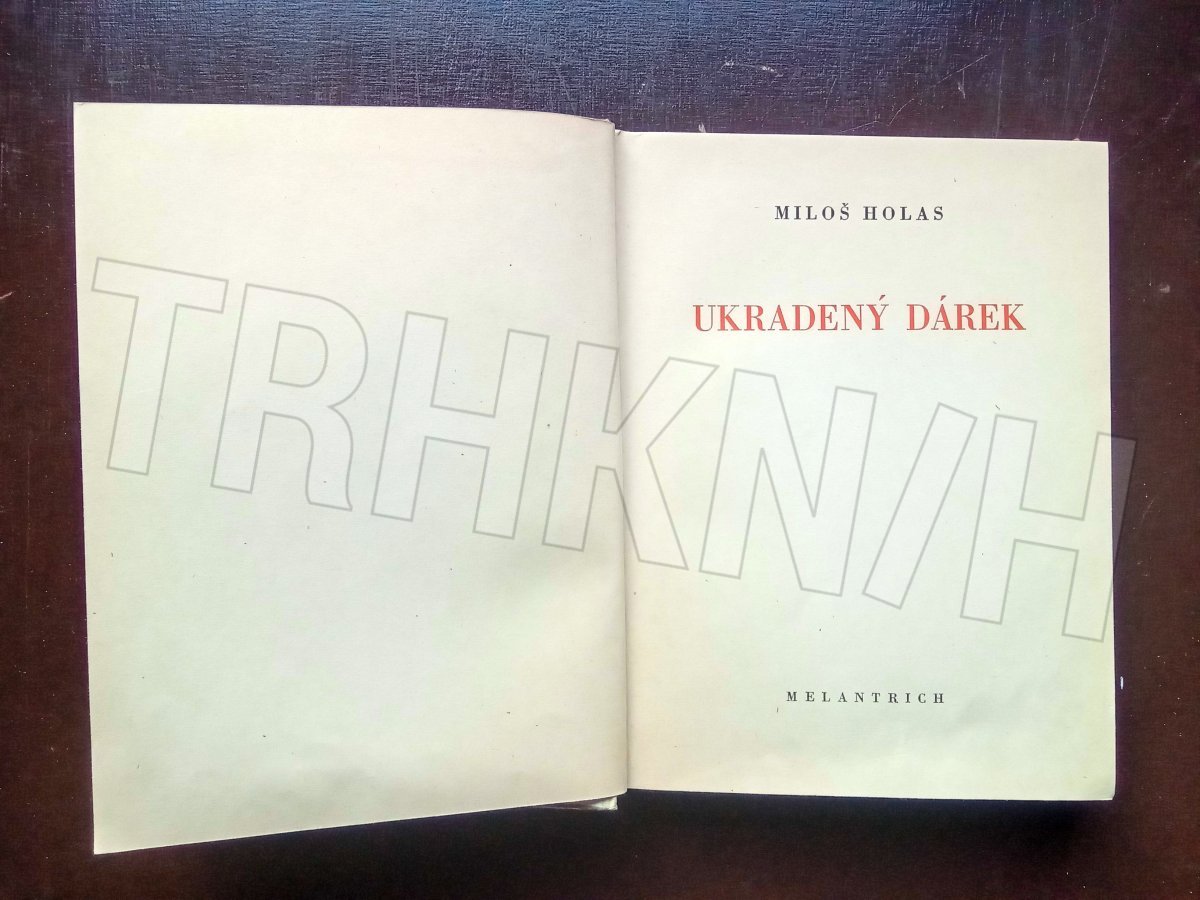 MILOŠ HOLAS
UKRADENÝ DÁREK
TRHKNIH
MELANTRICH